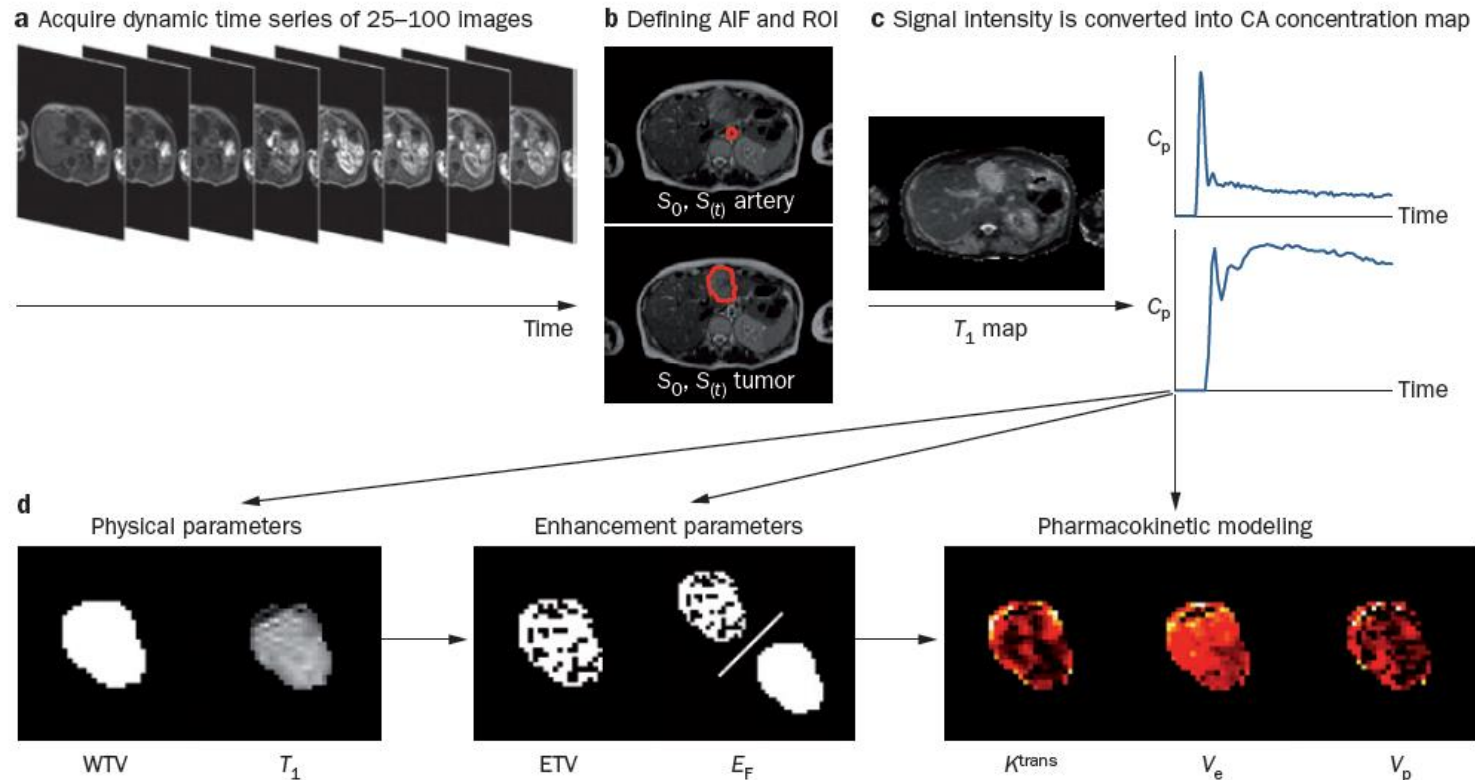 a Acquire dynamic time series of 25–100 images
b Defining AIF and ROI
c Signal intensity is converted into CA concentration map
Time
S0, S(t) artery
S0, S(t) tumor
T1 map
Cp
Time
Cp
Time
d
Physical parameters
Enhancement parameters
Pharmacokinetic modeling
WTV
T1
ETV
EF
Ktrans
Ve
Vp